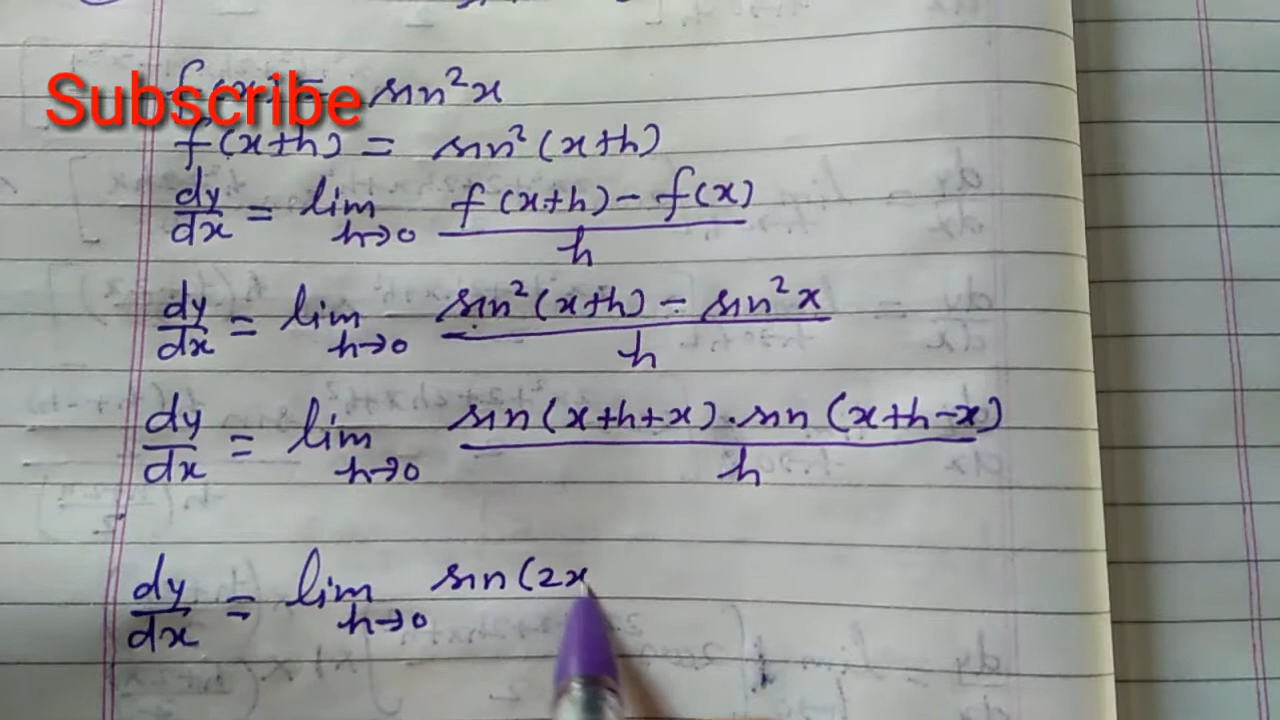 Subscribe
f(x) = sin²x
f(x+h) = sin²(x+h)
dy/dx = lim h→0 f(x+h) - f(x) / h
dy/dx = lim h→0 sin²(x+h) - sin²x / h
dy/dx = lim h→0 sin(x+h+x).sin(x+h-x) / h
dy/dx = lim h→0 sin(2x